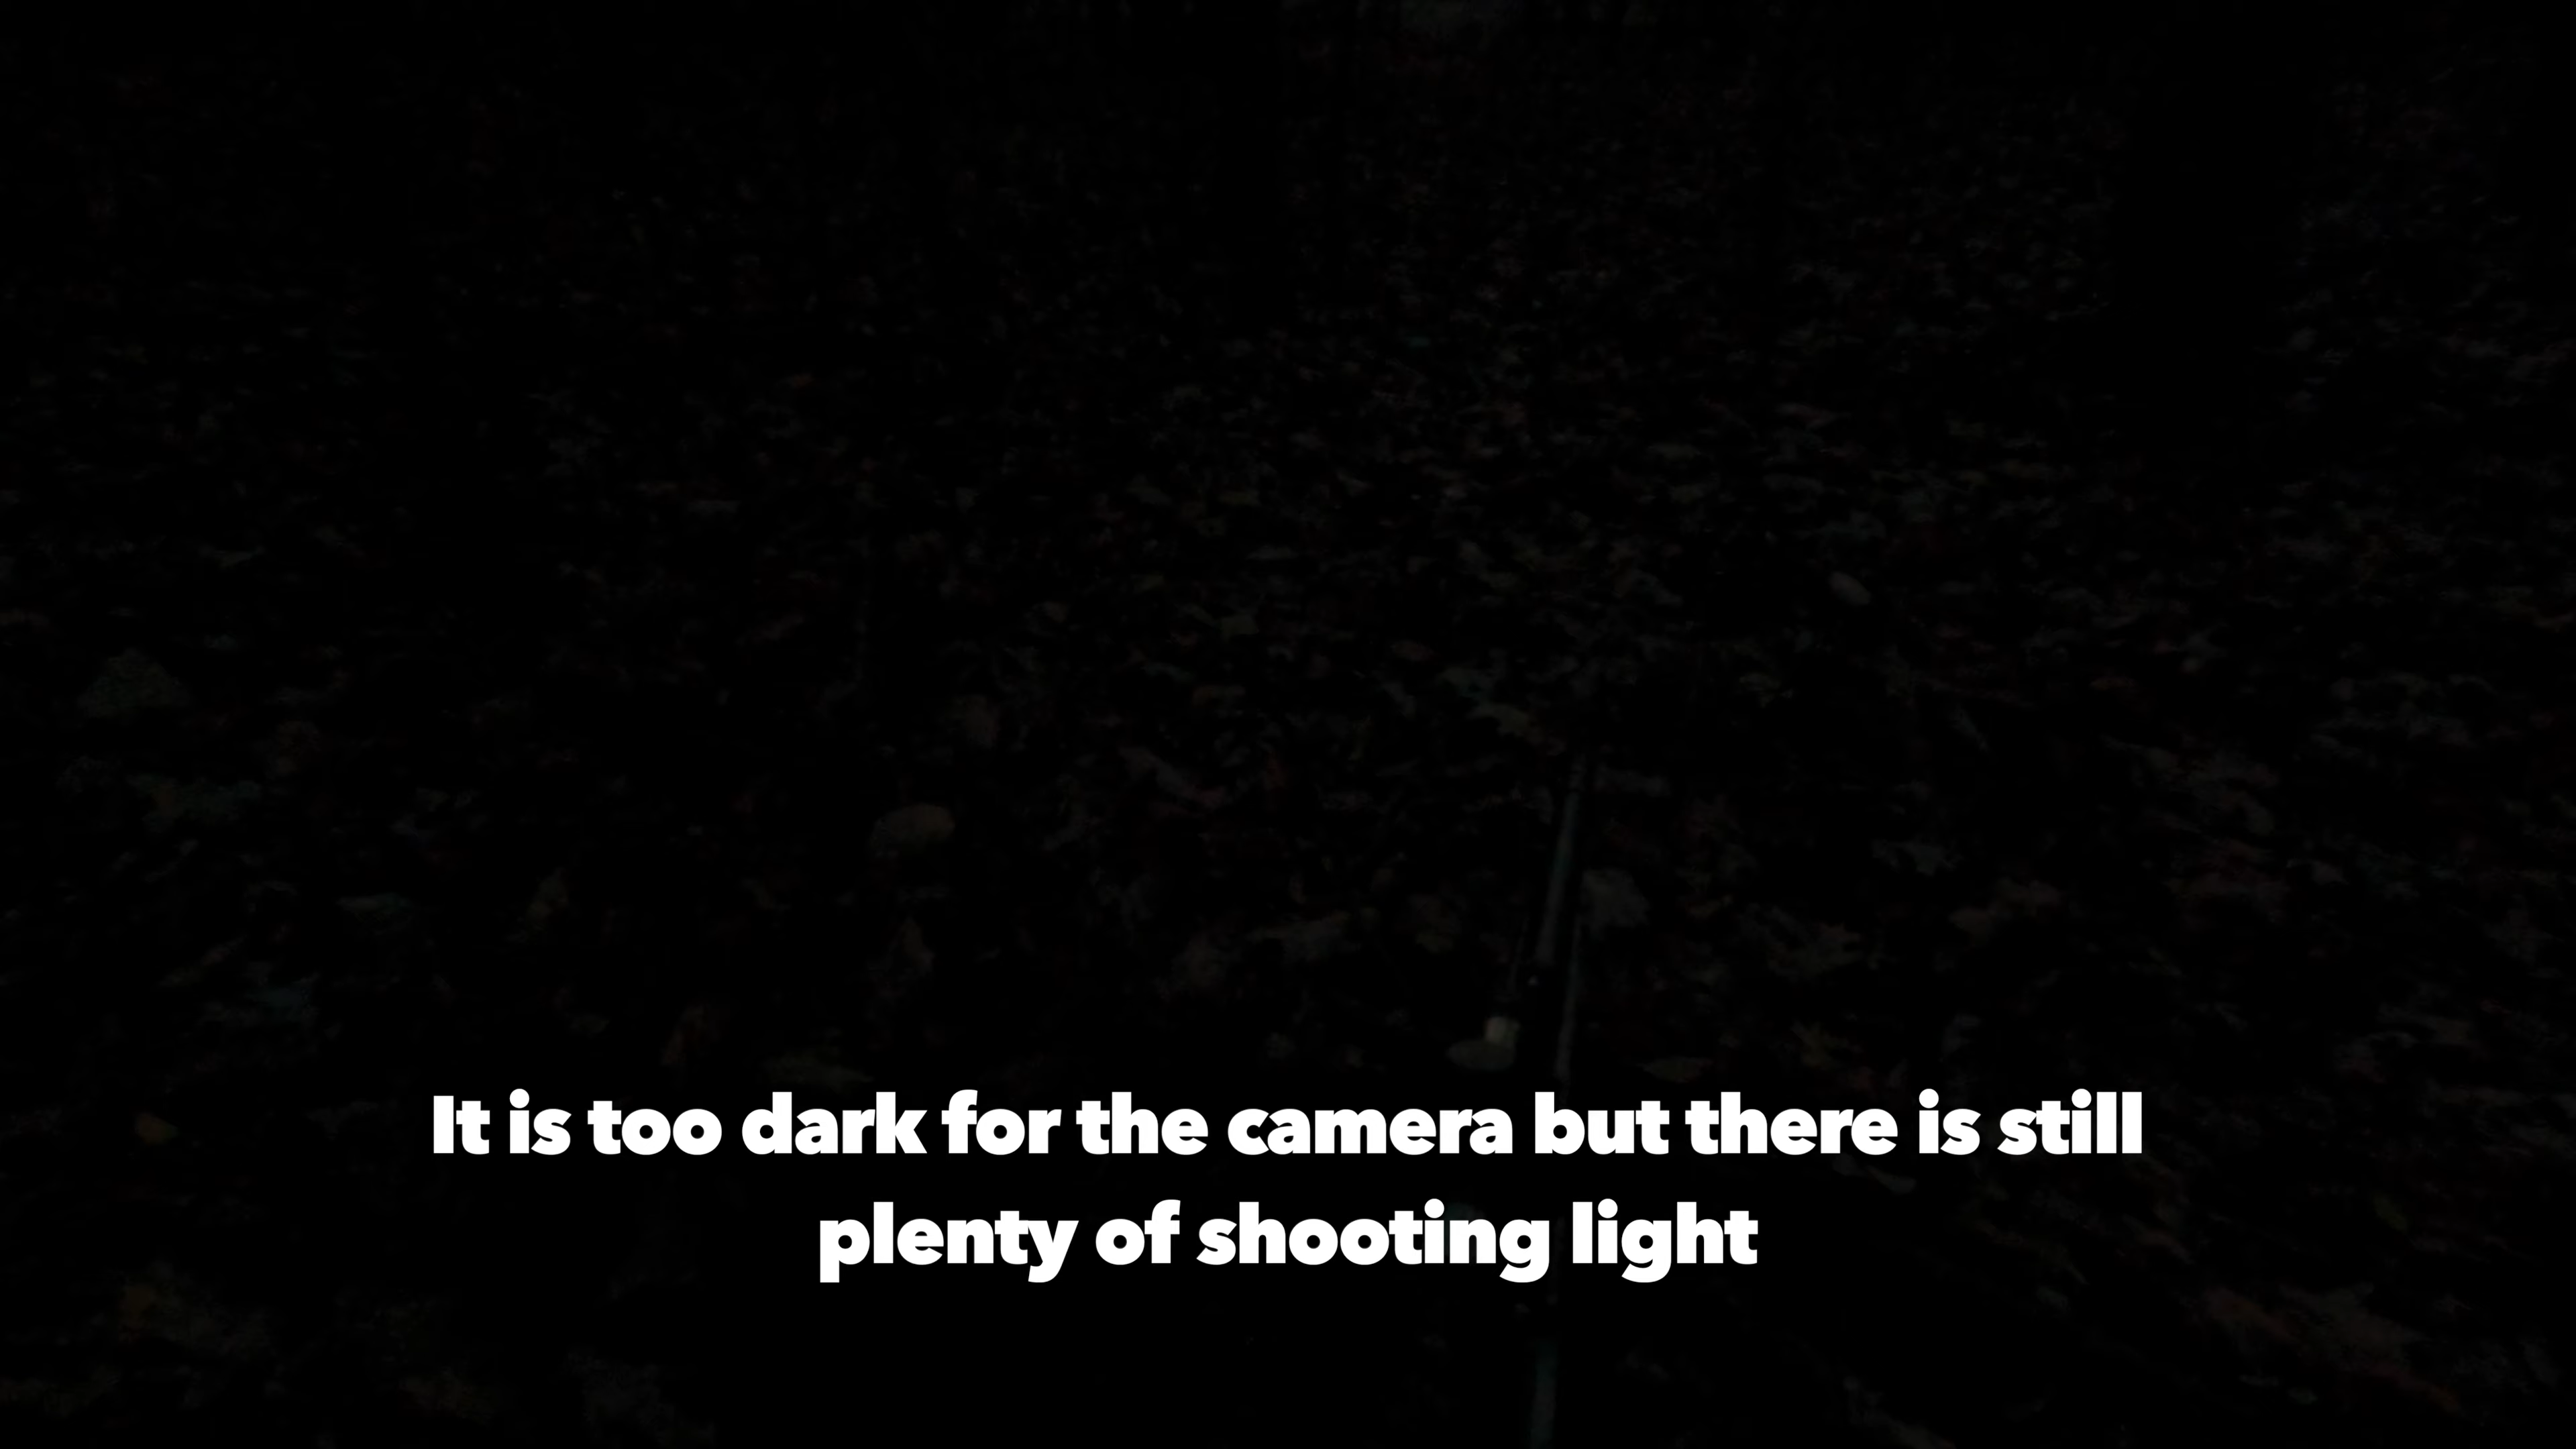 It is too dark for the camera but there is still
plenty of shooting light